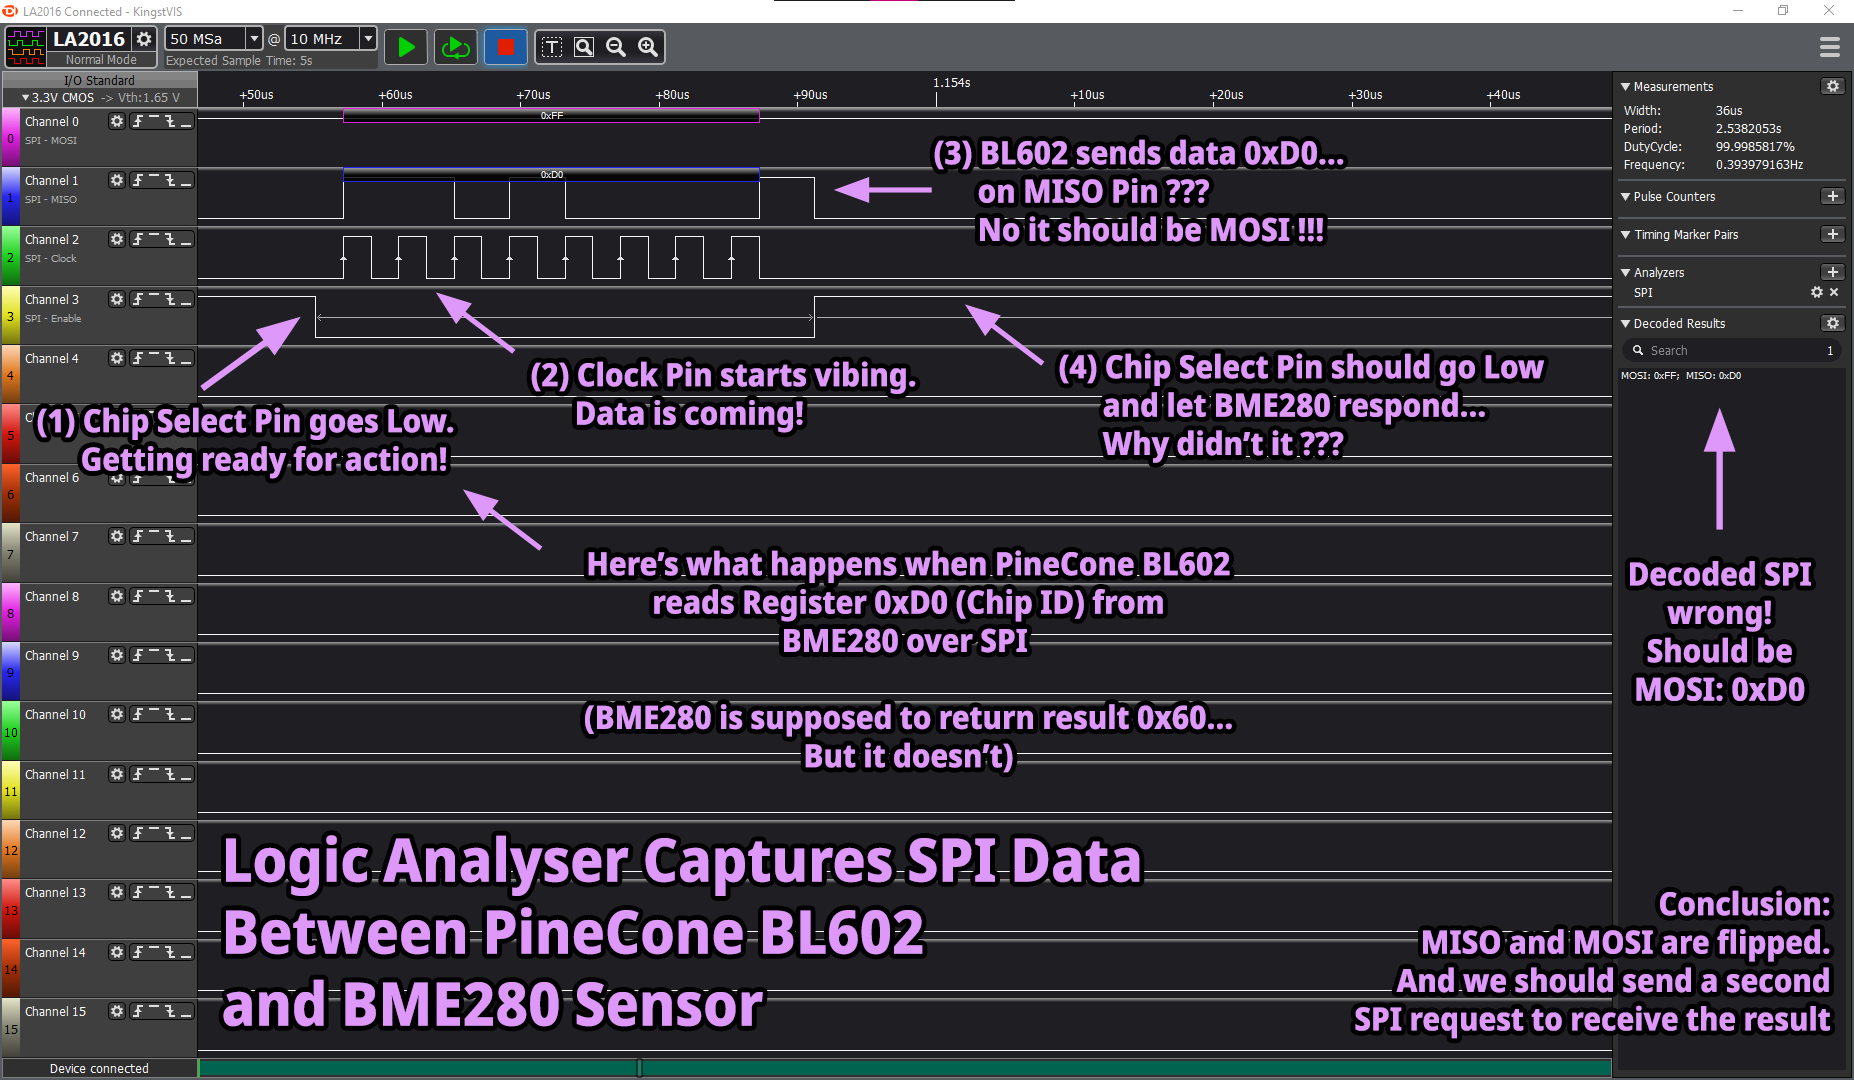 LA2016 Connected - KingstVIS
LA2016
Normal Mode
50 MSa @ 10 MHz
Expected Sample Time: 5s
I/O Standard
3.3V CMOS -> Vth:1.65 V
+50us +60us +70us +80us +90us 1.154s +10us +20us +30us +40us
0 Channel 0
SPI - MOSI
0xFF
1 Channel 1
SPI - MISO
0xD0
2 Channel 2
SPI - Clock
3 Channel 3
SPI - Enable
4 Channel 4
5
6 Channel 6
7 Channel 7
8 Channel 8
9 Channel 9
10 Channel 10
11 Channel 11
12 Channel 12
13 Channel 13
14 Channel 14
15 Channel 15
Device connected
(1) Chip Select Pin goes Low.
Getting ready for action!
(2) Clock Pin starts vibing.
Data is coming!
(3) BL602 sends data 0xD0...
on MISO Pin ???
No it should be MOSI !!!
(4) Chip Select Pin should go Low
and let BME280 respond...
Why didn't it ???
Here's what happens when PineCone BL602
reads Register 0xD0 (Chip ID) from
BME280 over SPI
(BME280 is supposed to return result 0x60...
But it doesn't)
Logic Analyser Captures SPI Data
Between PineCone BL602
and BME280 Sensor
Measurements
Width: 36us
Period: 2.5382053s
DutyCycle: 99.9985817%
Frequency: 0.393979163Hz
Pulse Counters
Timing Marker Pairs
Analyzers
SPI
Decoded Results
Search 1
MOSI: 0xFF; MISO: 0xD0
Decoded SPI
wrong!
Should be
MOSI: 0xD0
Conclusion:
MISO and MOSI are flipped.
And we should send a second
SPI request to receive the result